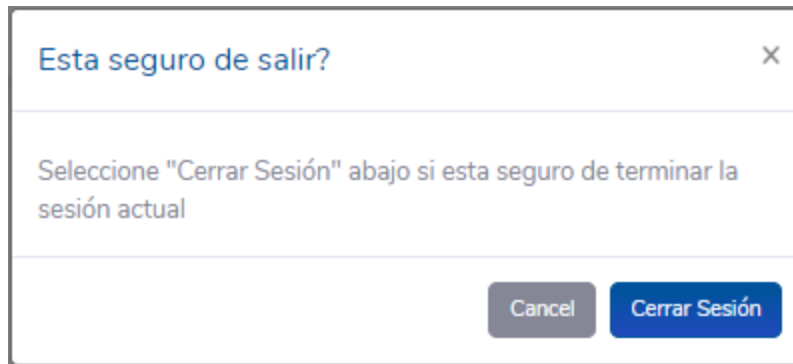 Esta seguro de salir?
×
Seleccione "Cerrar Sesión" abajo si esta seguro de terminar la
sesión actual
Cancel
Cerrar Sesión